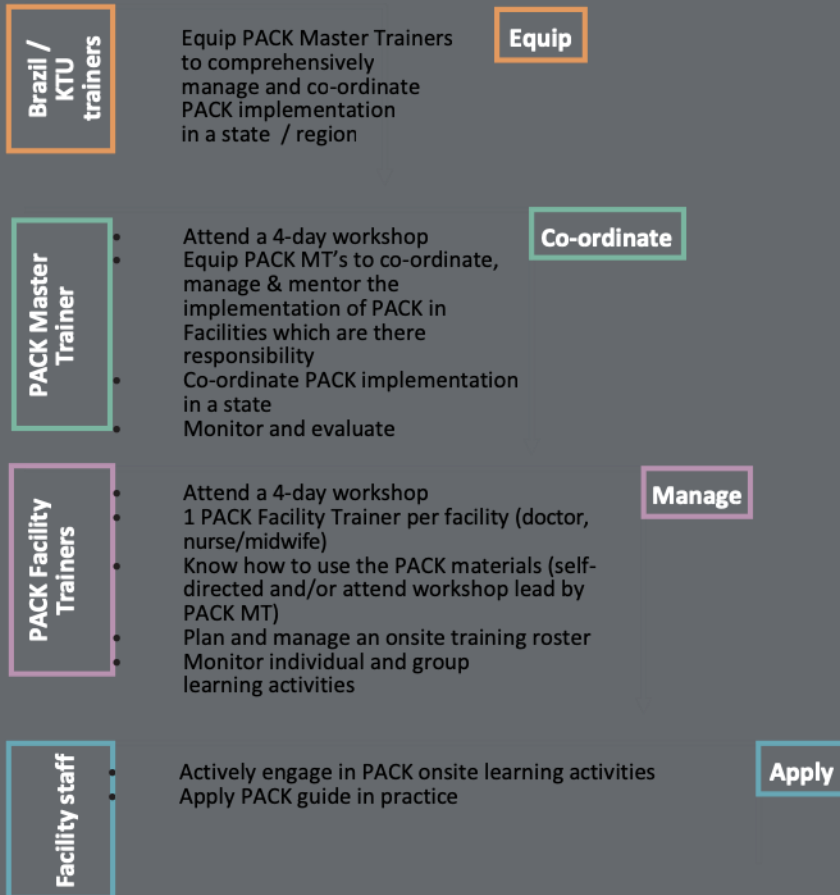 Brazil /
KTU
trainers
Equip PACK Master Trainers
to comprehensively
manage and co-ordinate
PACK implementation
in a state / region
Equip
PACK Master
Trainer
• Attend a 4-day workshop
• Equip PACK MT's to co-ordinate,
manage & mentor the
implementation of PACK in
Facilities which are there
responsibility
• Co-ordinate PACK implementation
in a state
• Monitor and evaluate
Co-ordinate
PACK Facility
Trainers
• Attend a 4-day workshop
• 1 PACK Facility Trainer per facility (doctor,
nurse/midwife)
• Know how to use the PACK materials (self-
directed and/or attend workshop lead by
PACK MT)
• Plan and manage an onsite training roster
• Monitor individual and group
learning activities
Manage
Facility staff
• Actively engage in PACK onsite learning activities
• Apply PACK guide in practice
Apply